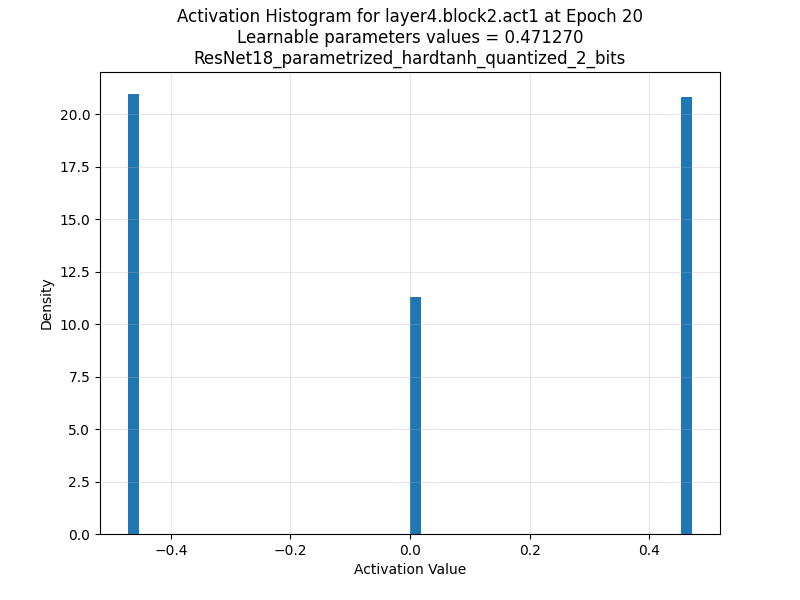 Activation Histogram for layer4.block2.act1 at Epoch 20
Learnable parameters values = 0.471270
ResNet18_parametrized_hardtanh_quantized_2_bits
20.0
17.5
15.0
12.5
10.0
7.5
5.0
2.5
0.0
Density
−0.4
−0.2
0.0
0.2
0.4
Activation Value